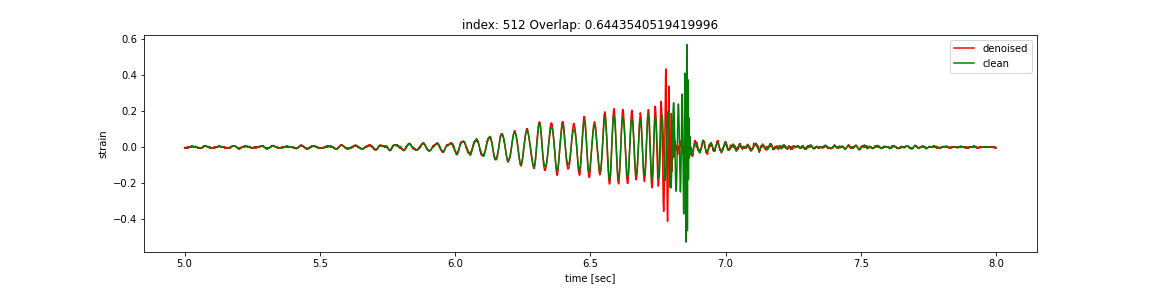 index: 512 Overlap: 0.6443540519419996
denoised
clean
strain
0.6
0.4
0.2
0.0
−0.2
−0.4
5.0 5.5 6.0 6.5 7.0 7.5 8.0
time [sec]